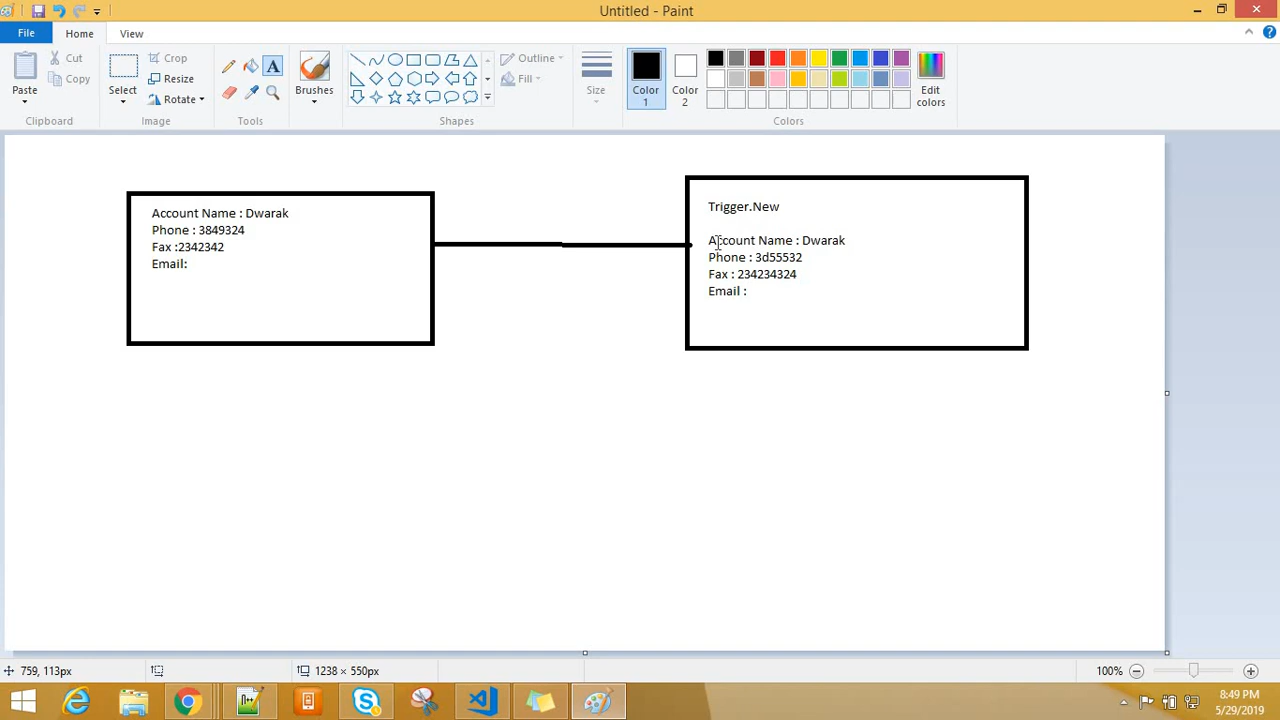 Untitled - Paint
File
Home
View
Paste
Cut
Copy
Clipboard
Select
Crop
Resize
Rotate
Image
A
Tools
Brushes
Shapes
Outline
Fill
Size
Color 1
Color 2
Edit colors
Colors
Account Name : Dwarak
Phone : 3849324
Fax :2342342
Email:
Trigger.New
Account Name : Dwarak
Phone : 3d55532
Fax : 234234324
Email :
759, 113px
1238 × 550px
100%
8:49 PM
5/29/2019